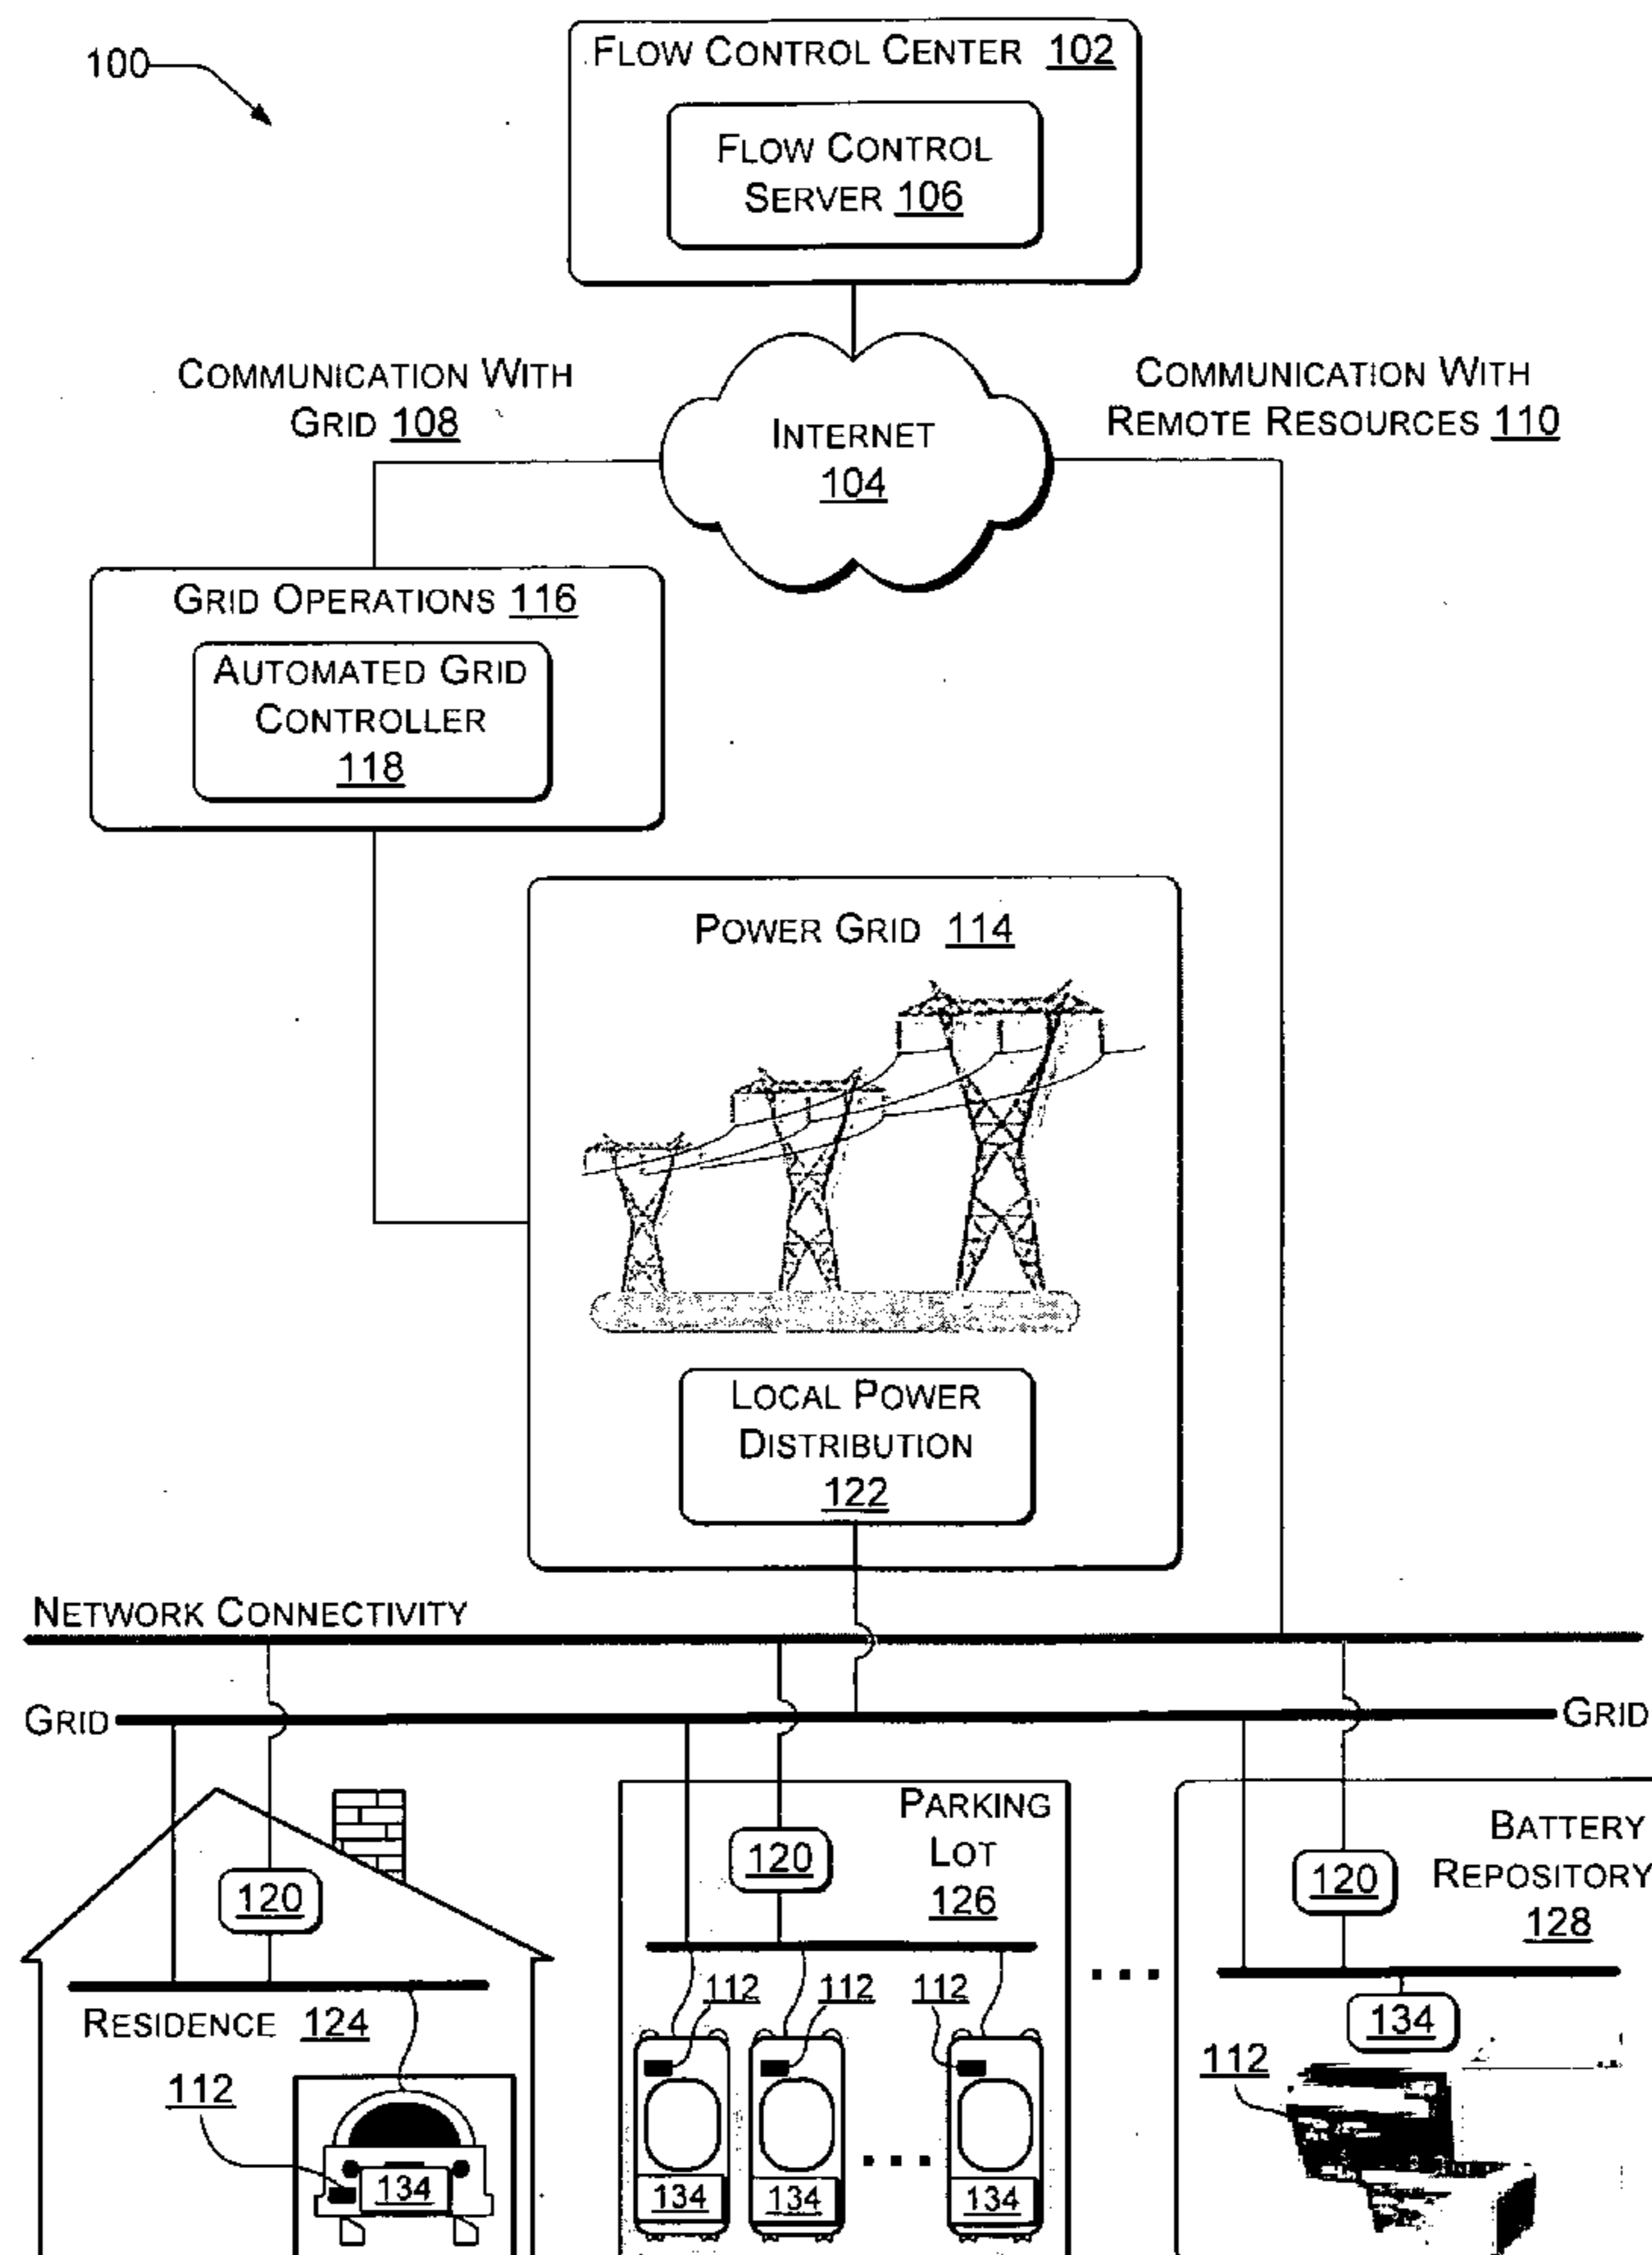 100
FLOW CONTROL CENTER 102
FLOW CONTROL
SERVER 106
COMMUNICATION WITH
GRID 108
INTERNET
104
COMMUNICATION WITH
REMOTE RESOURCES 110
GRID OPERATIONS 116
AUTOMATED GRID
CONTROLLER
118
POWER GRID 114
LOCAL POWER
DISTRIBUTION
122
NETWORK CONNECTIVITY
GRID
GRID
120
RESIDENCE 124
112
134
PARKING
LOT
126
120
112
112
112
134
134
...
134
...
BATTERY
REPOSITORY
128
120
134
112